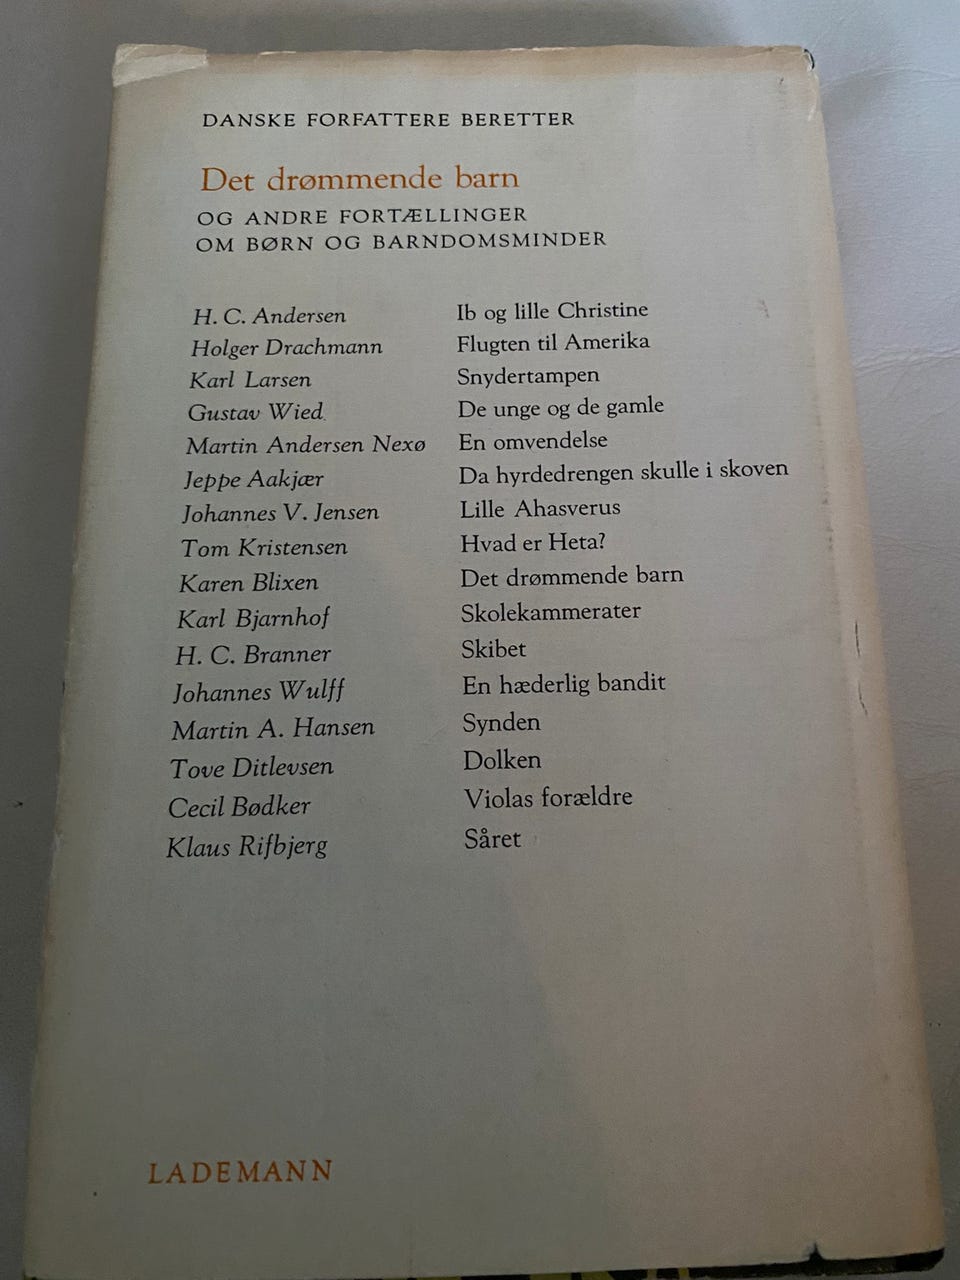 DANSKE FORFATTERE BERETTER
Det drømmende barn
OG ANDRE FORTÆLLINGER
OM BØRN OG BARNDOMSMINDER
H. C. Andersen Ib og lille Christine
Holger Drachmann Flugten til Amerika
Karl Larsen Snydertampen
Gustav Wied De unge og de gamle
Martin Andersen Nexø En omvendelse
Jeppe Aakjær Da hyrdedrengen skulle i skoven
Johannes V. Jensen Lille Ahasverus
Tom Kristensen Hvad er Heta?
Karen Blixen Det drømmende barn
Karl Bjarnhof Skolekammerater
H. C. Branner Skibet
Johannes Wulff En hæderlig bandit
Martin A. Hansen Synden
Tove Ditlevsen Dolken
Cecil Bødker Violas forældre
Klaus Rifbjerg Såret
LADEMANN